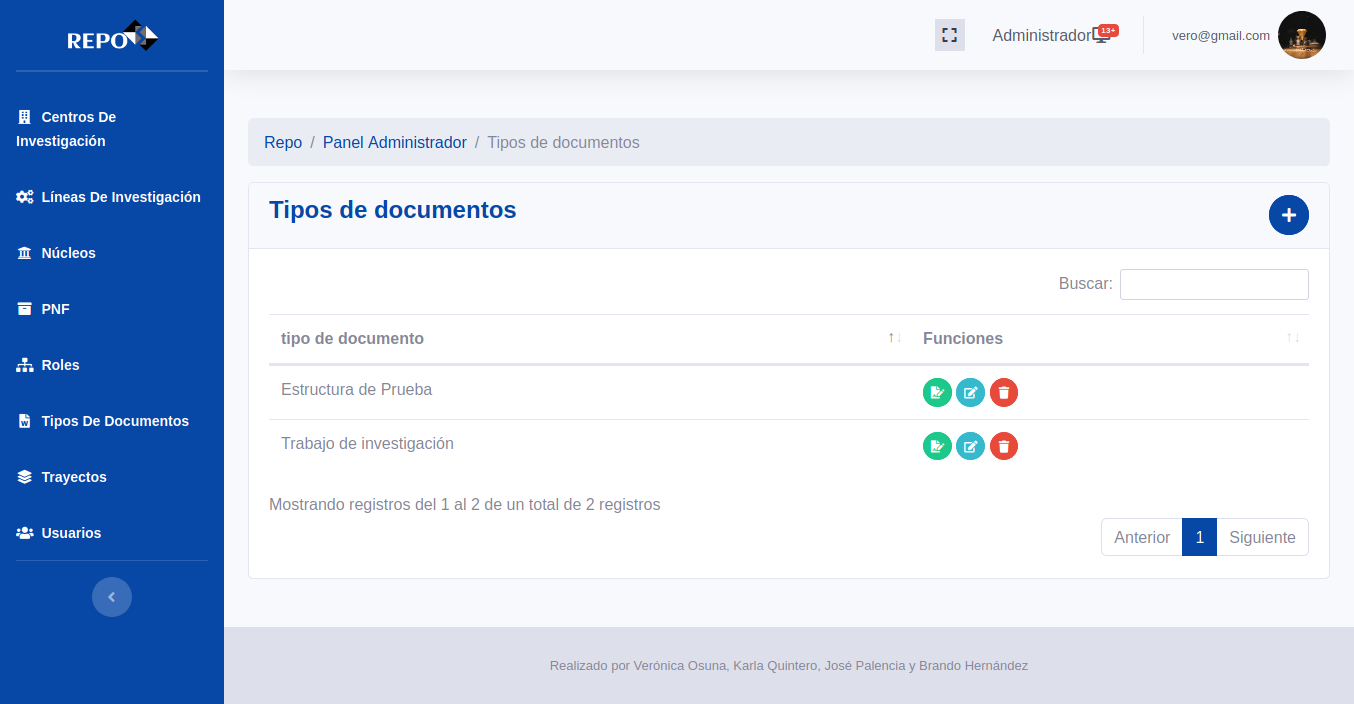 REPO
Administrador 13+
vero@gmail.com
Centros De
Investigación
Líneas De Investigación
Núcleos
PNF
Roles
Tipos De Documentos
Trayectos
Usuarios
Repo / Panel Administrador / Tipos de documentos
Tipos de documentos
Buscar:
tipo de documento Funciones
Estructura de Prueba
Trabajo de investigación
Mostrando registros del 1 al 2 de un total de 2 registros
Anterior 1 Siguiente
Realizado por Verónica Osuna, Karla Quintero, José Palencia y Brando Hernández